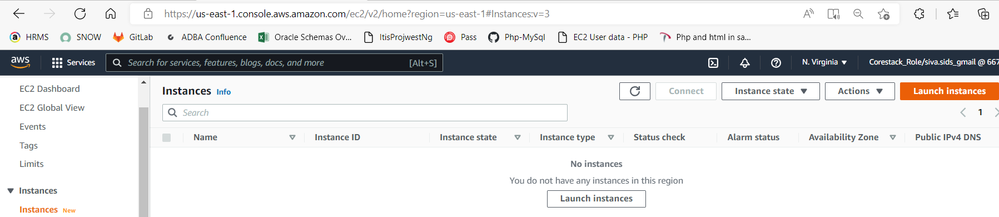 https://us-east-1.console.aws.amazon.com/ec2/v2/home?region=us-east-1#Instances:v=3
HRMS SNOW GitLab ADBA Confluence Oracle Schemas Ov... ItisProjwestNg Pass Php-MySql EC2 User data - PHP Php and html in sa...
aws Services Search for services, features, blogs, docs, and more [Alt+S] N. Virginia Corestack_Role/siva.sids_gmail @ 667
EC2 Dashboard
EC2 Global View
Events
Tags
Limits
Instances
Instances New
Instances Info Connect Instance state Actions Launch instances
Search 1
Name Instance ID Instance state Instance type Status check Alarm status Availability Zone Public IPv4 DNS
No instances
You do not have any instances in this region
Launch instances